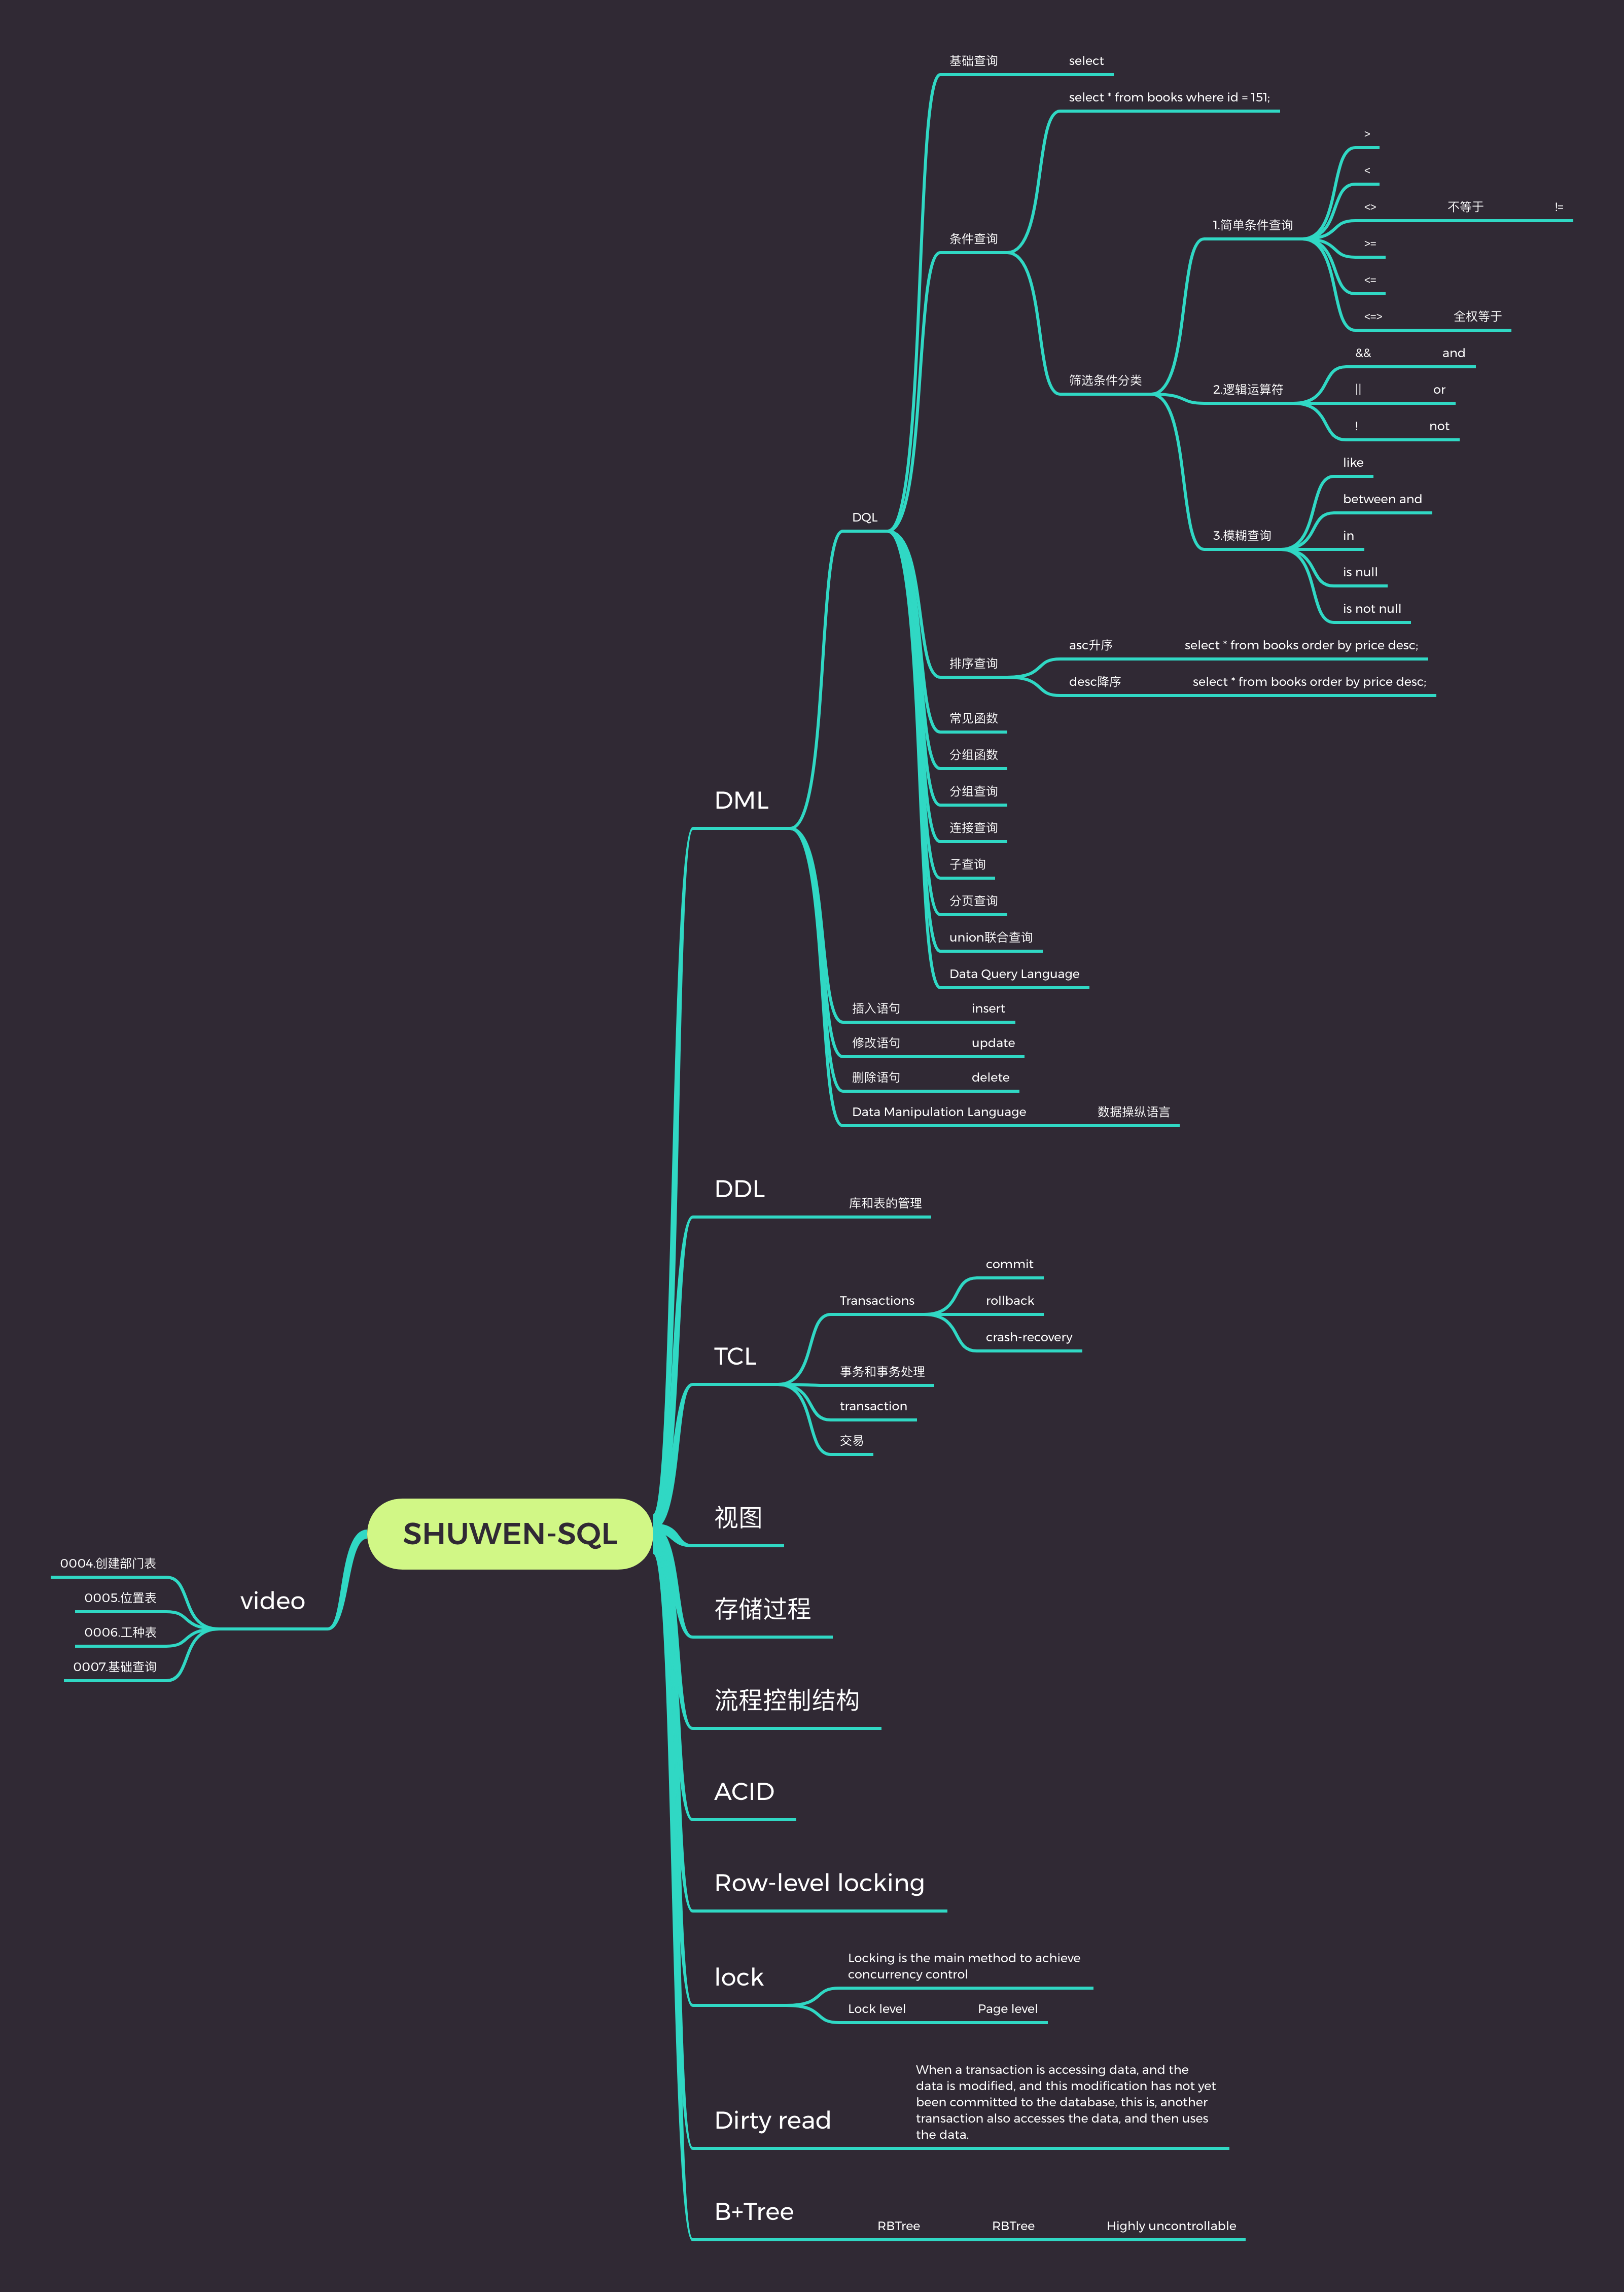 基础查询 select
select * from books where id = 151;
>
<
<> 不等于 !=
1.简单条件查询
条件查询
>=
<=
<=> 全权等于
&& and
筛选条件分类
2.逻辑运算符
|| or
! not
like
between and
DQL
3.模糊查询
in
is null
is not null
asc升序 select * from books order by price desc;
排序查询
desc降序 select * from books order by price desc;
常见函数
分组函数
分组查询
DML
连接查询
子查询
分页查询
union联合查询
Data Query Language
插入语句 insert
修改语句 update
删除语句 delete
Data Manipulation Language 数据操纵语言
DDL
库和表的管理
commit
Transactions
rollback
crash-recovery
TCL
事务和事务处理
transaction
交易
视图
SHUWEN-SQL
0004.创建部门表
0005.位置表
video
0006.工种表
0007.基础查询
存储过程
流程控制结构
ACID
Row-level locking
lock
Locking is the main method to achieve
concurrency control
Lock level Page level
Dirty read
When a transaction is accessing data, and the
data is modified, and this modification has not yet
been committed to the database, this is, another
transaction also accesses the data, and then uses
the data.
B+Tree
RBTree RBTree Highly uncontrollable